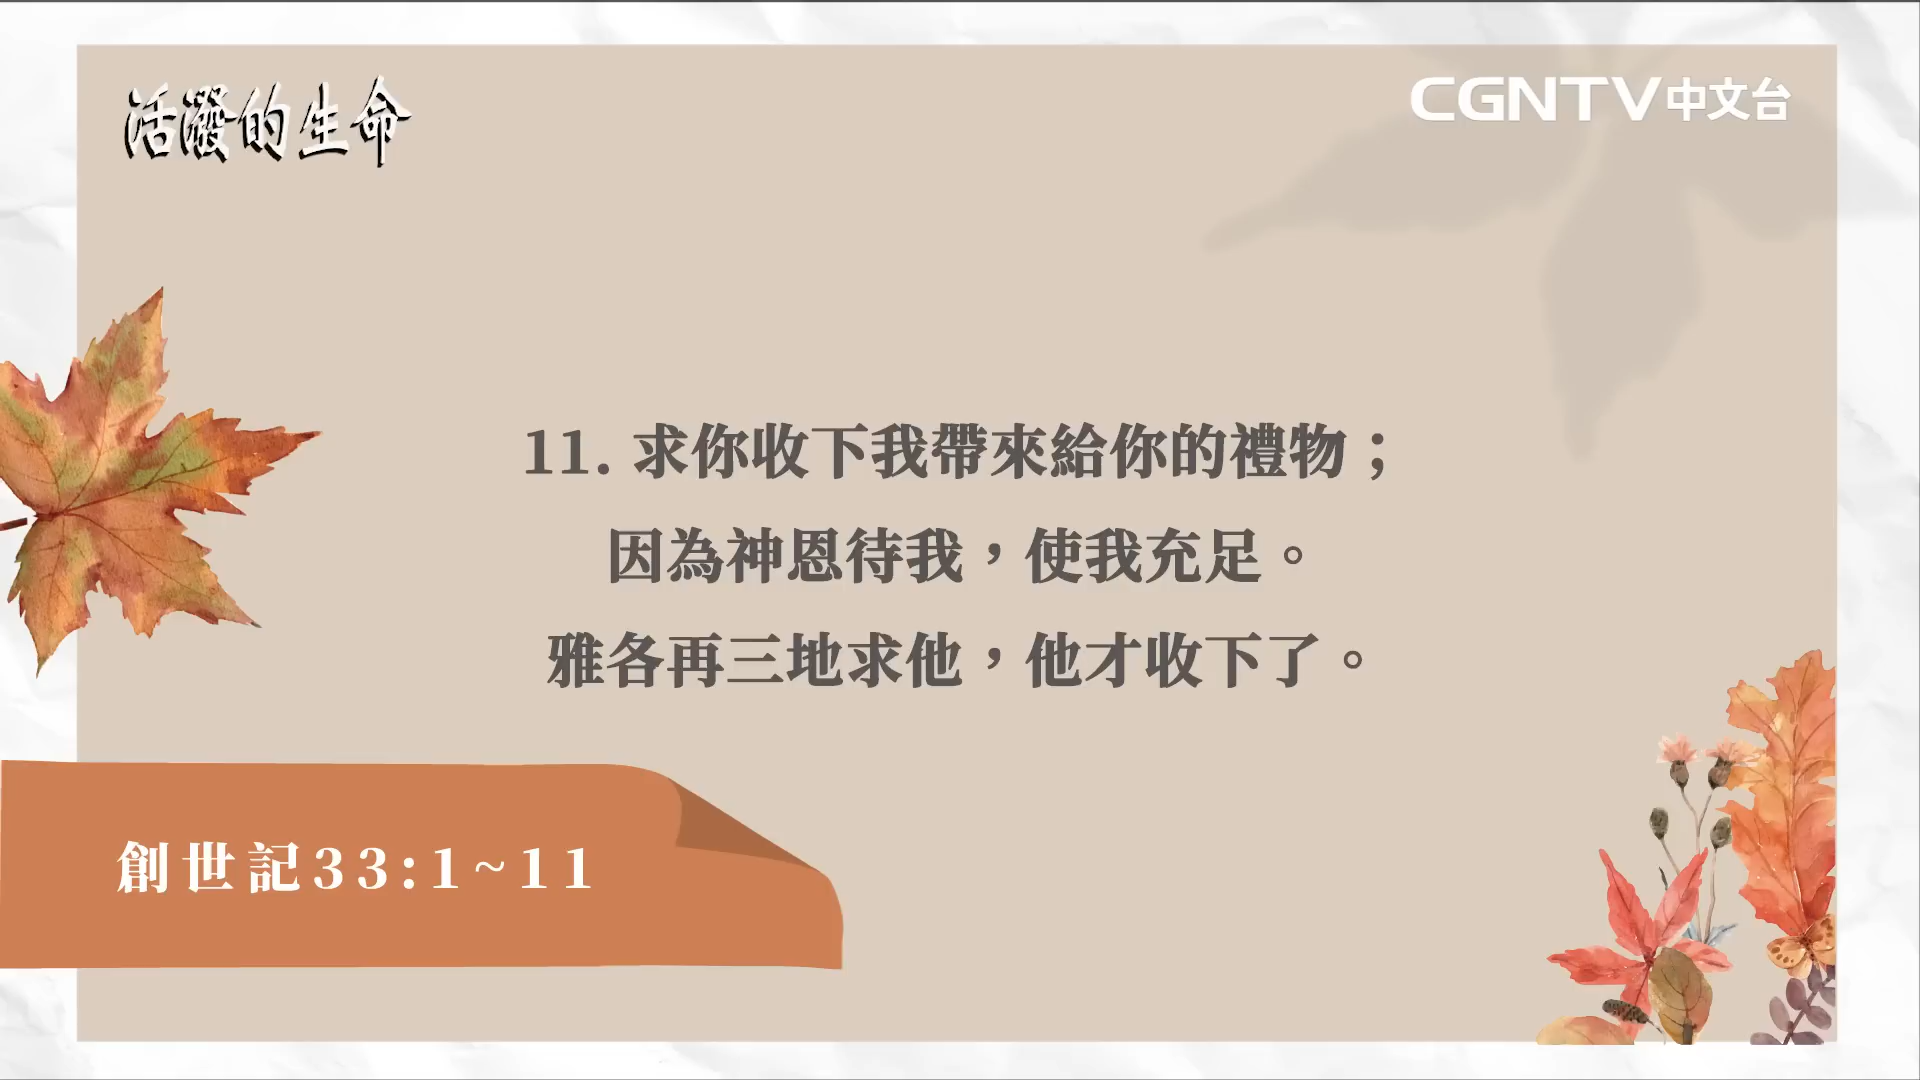 活潑的生命
CGNTV中文台
11. 求你收下我帶來給你的禮物；
因為神恩待我，使我充足。
雅各再三地求他，他才收下了。
創世記33:1~11